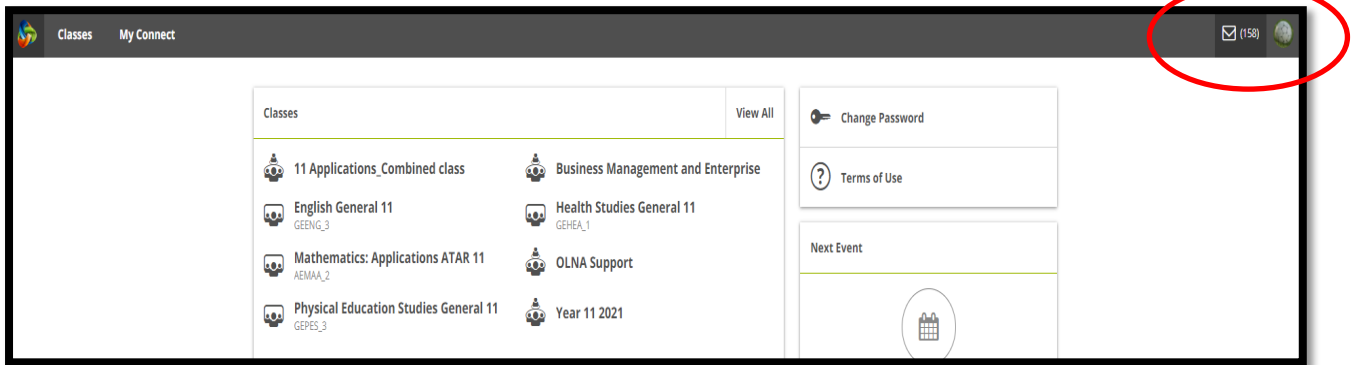 Classes My Connect (158)
Classes View All
11 Applications_Combined class Business Management and Enterprise
English General 11 Health Studies General 11
GEENG_3 GEHEA_1
Mathematics: Applications ATAR 11 OLNA Support
AEMAA_2
Physical Education Studies General 11 Year 11 2021
GEPES_3
Change Password
? Terms of Use
Next Event